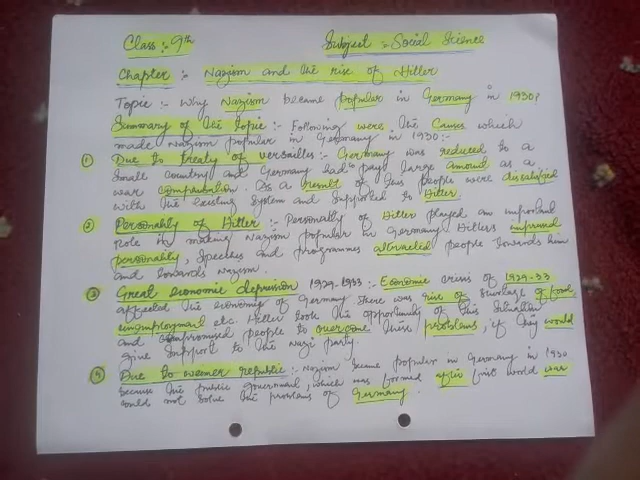 Class :- 9th Subject :- Social Science
Chapter :- Nazism and the rise of Hitler
Topic :- Why Nazism became popular in Germany in 1930?
Summary of the topic :- Following were the causes which
made nazism popular in Germany in 1930:-
① Due to treaty of versailles :- Germany was reduced to a
small country and Germany had pay large amount as a
war compensation. As a result of this people were dissatisfied
with the existing system and supported to Hitler.
② Personality of Hitler :- Personality of Hitler played an important
role in making Nazism popular in Germany. Hitlers
personality, speeches and programmes attracted people towards him
and towards nazism.
③ Great economic depression 1929-1933 :- Economic crisis of 1929-33
affected the economic of Germany there was rise of shortage of food,
unemployment etc. Hitler took the opportunity of this situation
and people to overcome these problems, if they would
give support to the Nazi party.
④ Due to weimer republic :- Nazism became popular in Germany in 1930
because the public government, which was formed after first world war
could not solve the problems of Germany.